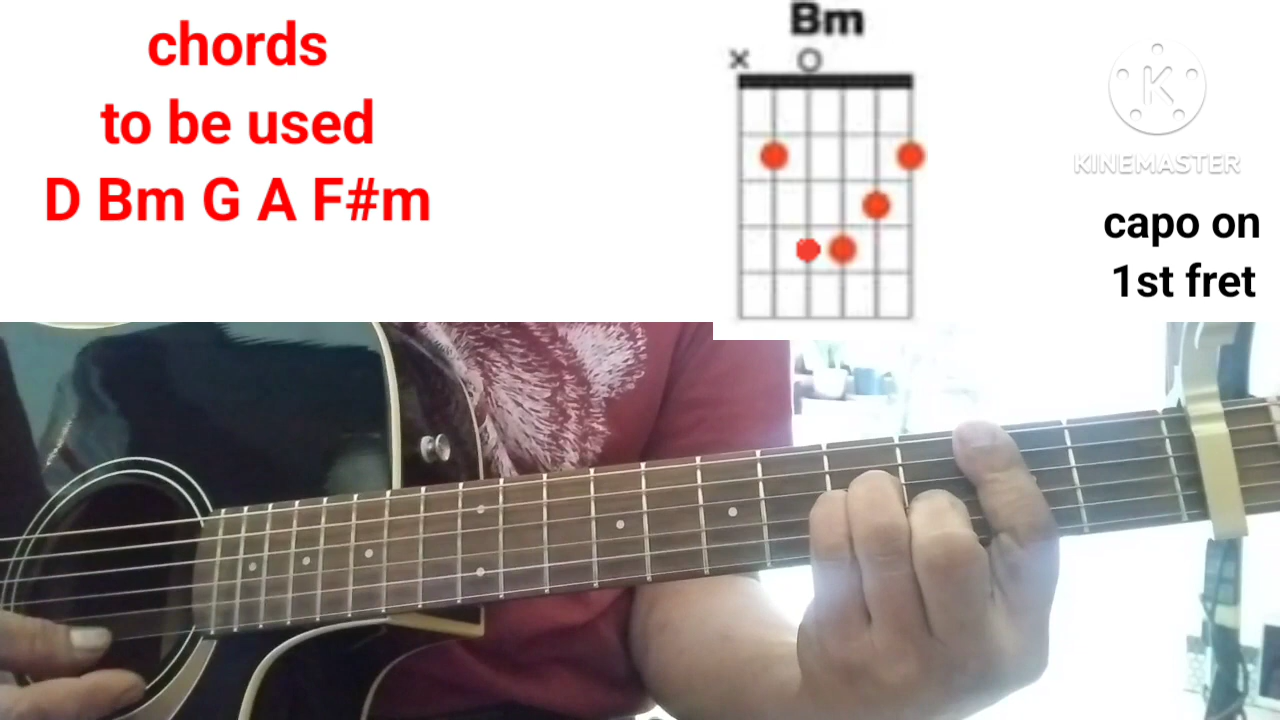 chords
to be used
D Bm G A F#m
Bm
x o
K
KINEMASTER
capo on
1st fret